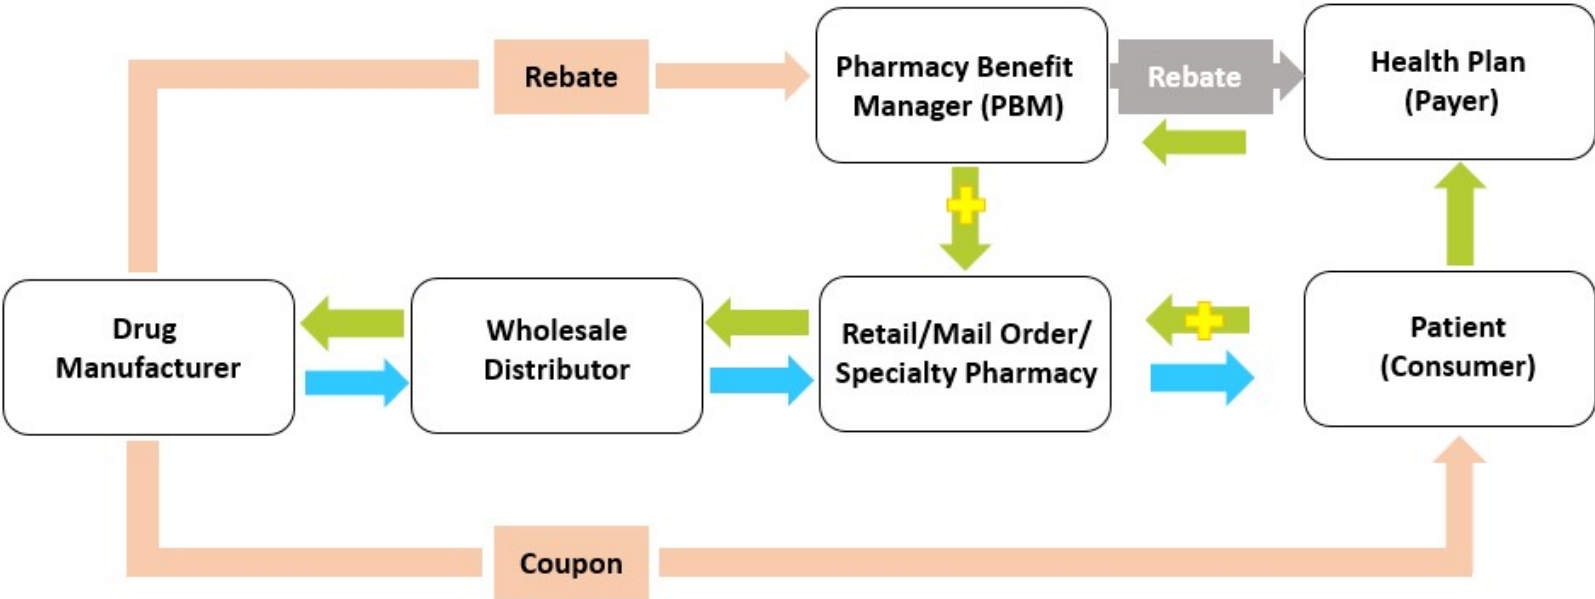 Rebate
Pharmacy Benefit
Manager (PBM)
Rebate
Health Plan
(Payer)
Drug
Manufacturer
Wholesale
Distributor
Retail/Mail Order/
Specialty Pharmacy
Patient
(Consumer)
Coupon